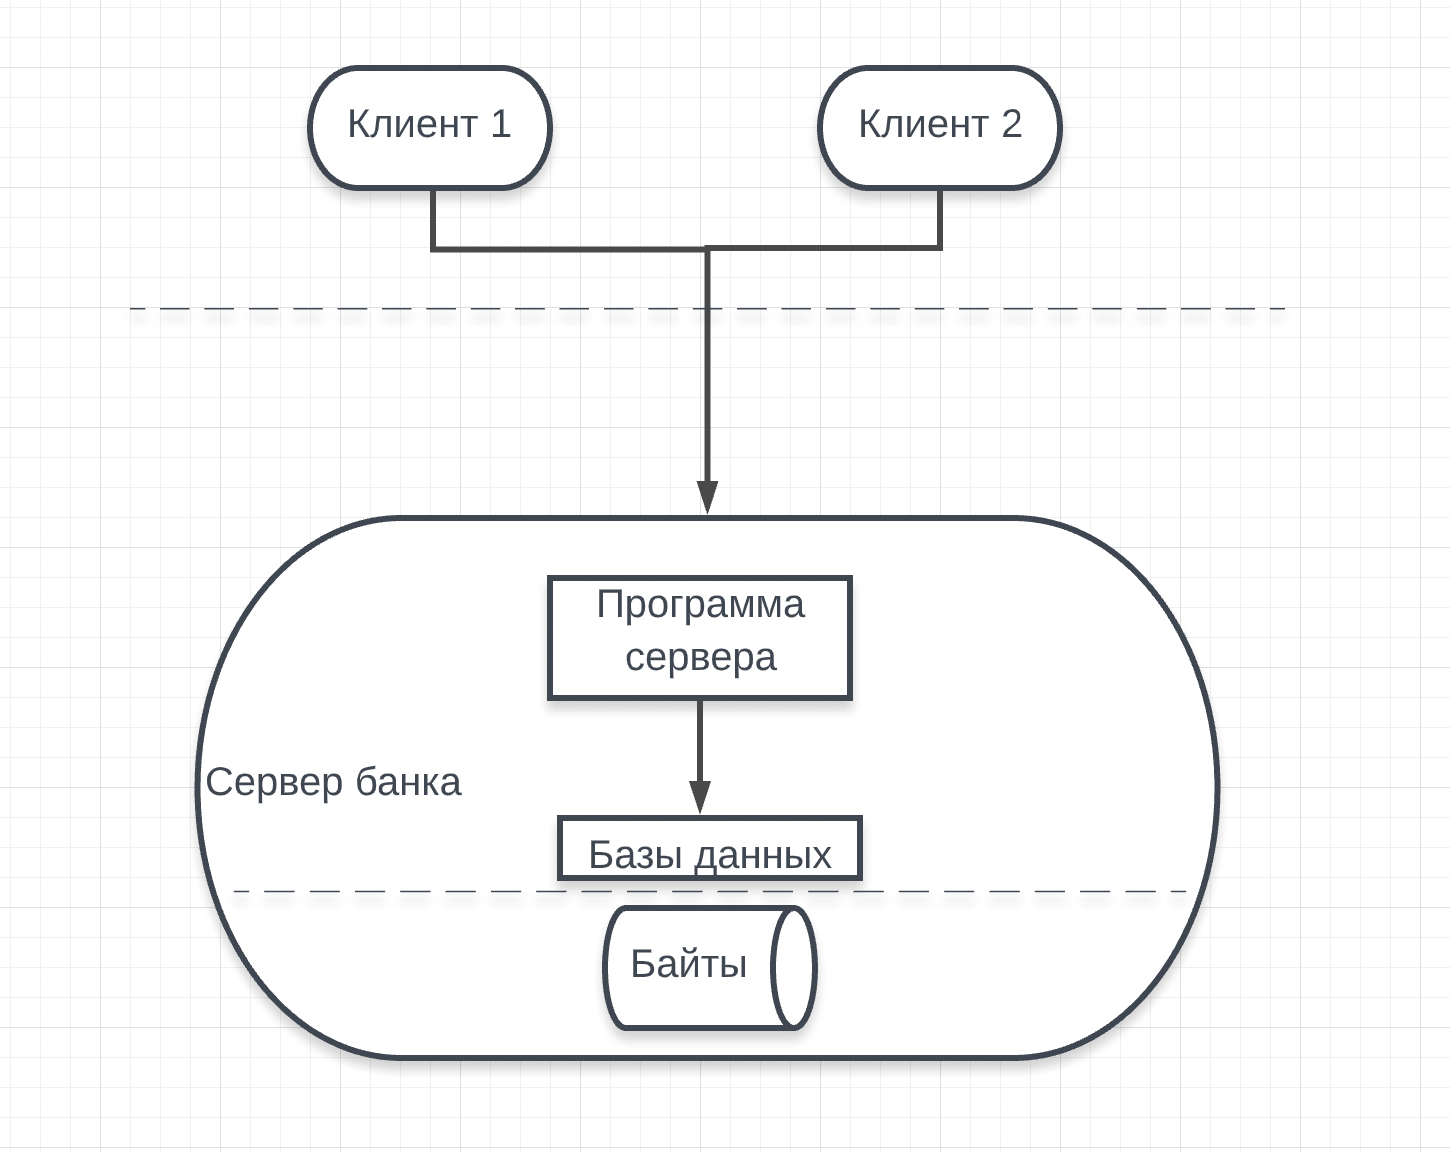 Клиент 1
Клиент 2
Программа
сервера
Сервер банка
Базы данных
Байты